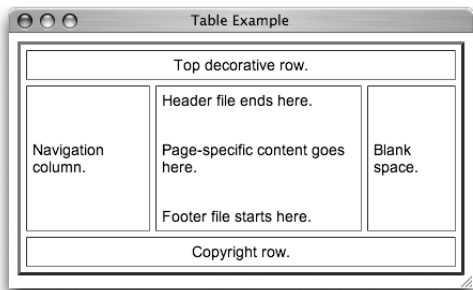 Table Example
Top decorative row.
Navigation
column.
Header file ends here.
Page-specific content goes
here.
Footer file starts here.
Blank
space.
Copyright row.